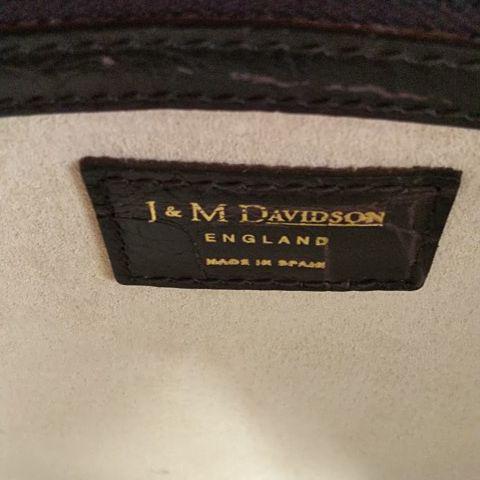 J & M DAVIDSON
ENGLAND
MADE IN SPAIN